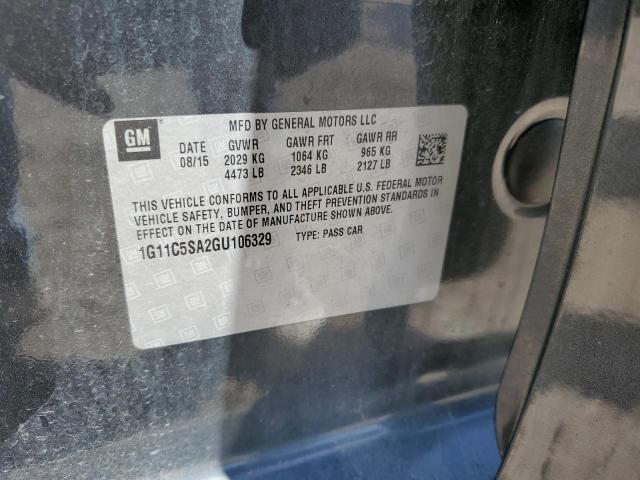 GM
MFD BY GENERAL MOTORS LLC
DATE GVWR GAWR FRT GAWR RR
08/15 2029 KG 1064 KG 965 KG
4473 LB 2346 LB 2127 LB
THIS VEHICLE CONFORMS TO ALL APPLICABLE U.S. FEDERAL MOTOR
VEHICLE SAFETY, BUMPER, AND THEFT PREVENTION STANDARDS IN
EFFECT ON THE DATE OF MANUFACTURE SHOWN ABOVE.
1G11C5SA2GU106329 TYPE: PASS CAR